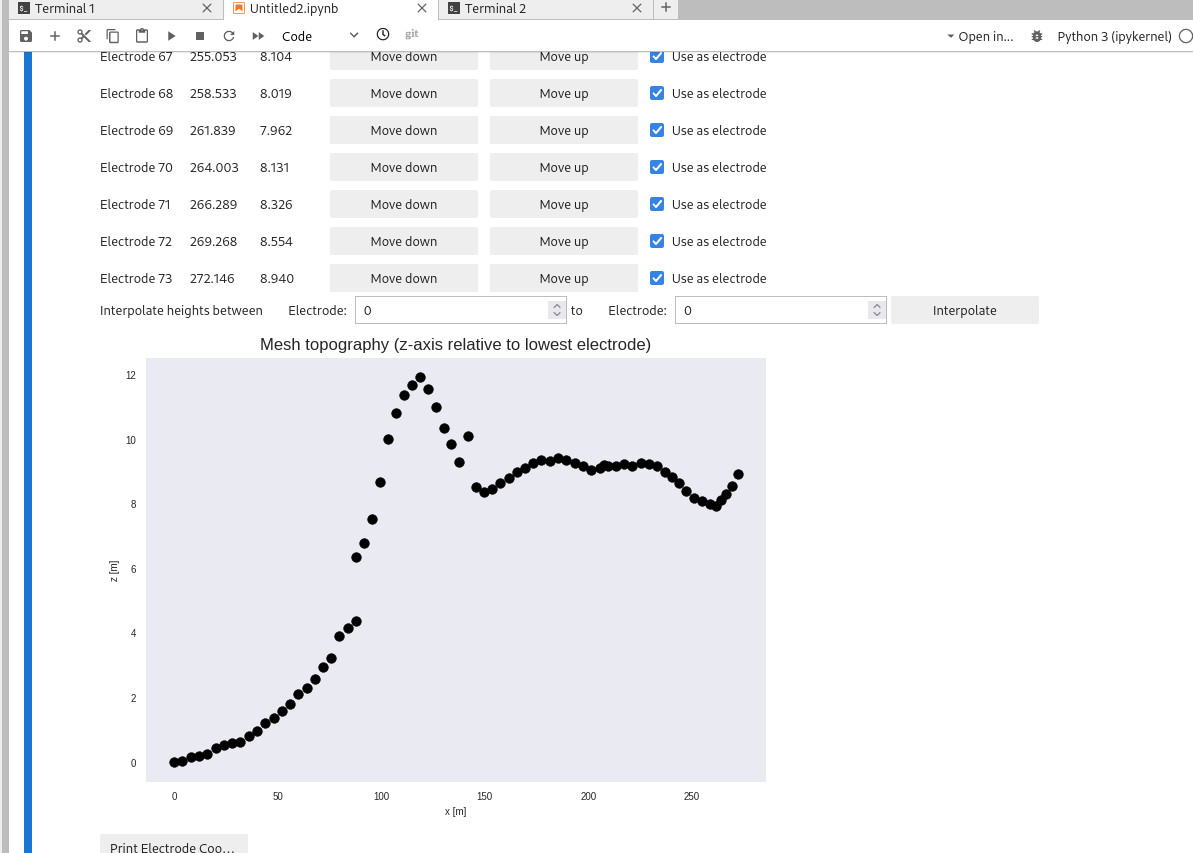 Terminal 1
Untitled2.ipynb
Terminal 2
Code
git
Open in...
Python 3 (ipykernel)
Electrode 67 255.053 8.104 Move down Move up Use as electrode
Electrode 68 258.533 8.019 Move down Move up Use as electrode
Electrode 69 261.839 7.962 Move down Move up Use as electrode
Electrode 70 264.003 8.131 Move down Move up Use as electrode
Electrode 71 266.289 8.326 Move down Move up Use as electrode
Electrode 72 269.268 8.554 Move down Move up Use as electrode
Electrode 73 272.146 8.940 Move down Move up Use as electrode
Interpolate heights between Electrode: 0 to Electrode: 0 Interpolate
Mesh topography (z-axis relative to lowest electrode)
12
10
8
6
4
2
0
z [m]
0 50 100 150 200 250
x [m]
Print Electrode Coo…